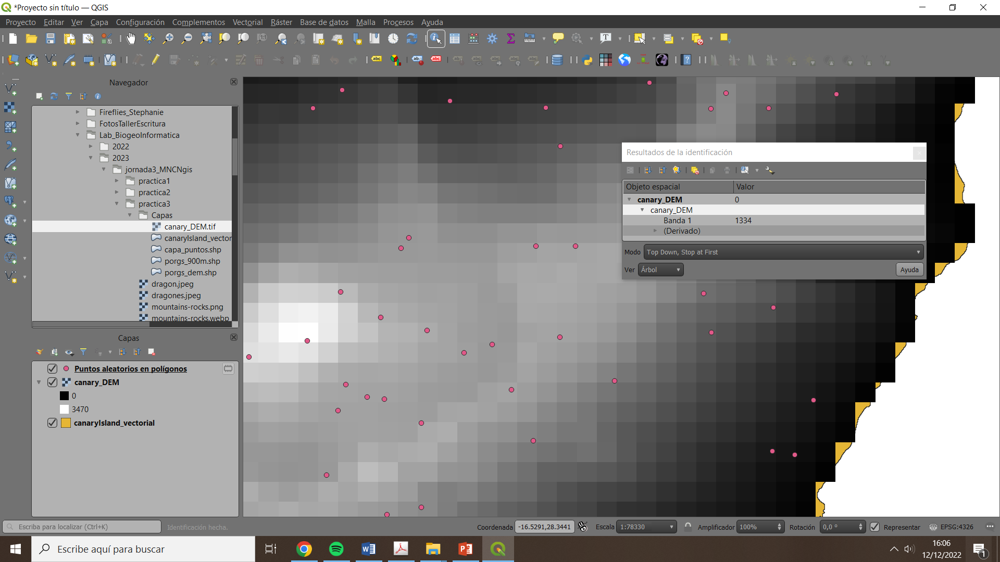 *Proyecto sin título — QGIS
Proyecto Editar Ver Capa Configuración Complementos Vectorial Ráster Base de datos Malla Procesos Ayuda
Navegador
Fireflies_Stephanie
FotosTallerEscritura
Lab_BiogeoInformatica
2022
2023
jornada3_MNCNgis
practica1
practica2
practica3
Capas
canary_DEM.tif
canaryIsland_vector
capa_puntos.shp
porgs_900m.shp
porgs_dem.shp
dragon.jpeg
dragones.jpeg
mountains-rocks.png
mountains-rocks.webp
Capas
Puntos aleatorios en polígonos
canary_DEM
0
3470
canaryIsland_vectorial
Resultados de la identificación
Objeto espacial Valor
canary_DEM 0
canary_DEM
Banda 1 1334
(Derivado)
Modo Top Down, Stop at First
Ver Árbol Ayuda
Escriba para localizar (Ctrl+K) Identificación hecha. Coordenada -16.5291,28.3441 Escala 1:78330 Amplificador 100% Rotación 0,0 ° Representar EPSG:4326
Escribe aquí para buscar
16:06
12/12/2022
1